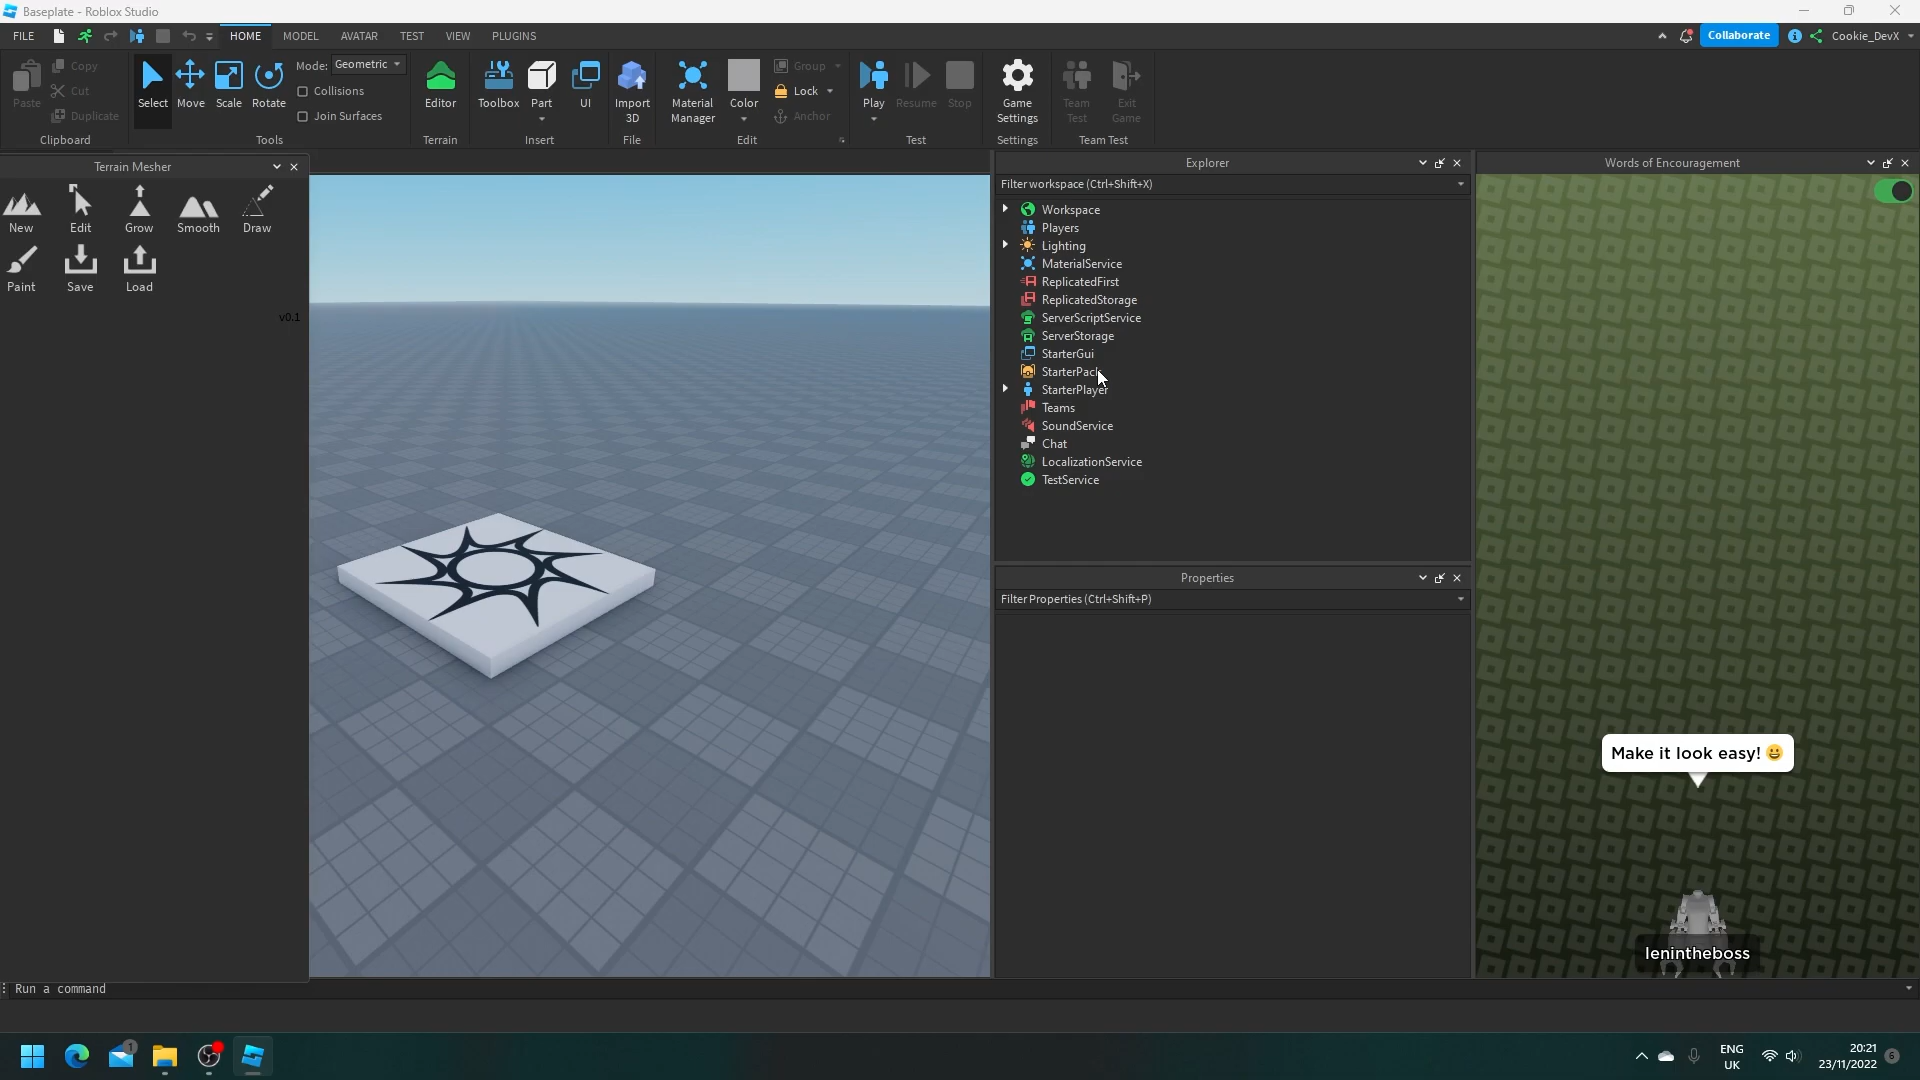 Baseplate - Roblox Studio
FILE HOME MODEL AVATAR TEST VIEW PLUGINS Collaborate Cookie_DevX
Paste Copy Cut Duplicate
Clipboard
Select Move Scale Rotate Mode: Geometric
Collisions
Join Surfaces
Tools
Editor
Terrain
Toolbox Part UI
Insert
Import
3D
File
Material
Manager
Color
Group
Lock
Anchor
Edit
Play Resume Stop
Test
Game
Settings
Settings
Team
Test
Exit
Game
Team Test
Terrain Mesher
New Edit Grow Smooth Draw
Paint Save Load
v0.1
Explorer
Filter workspace (Ctrl+Shift+X)
Workspace
Players
Lighting
MaterialService
ReplicatedFirst
ReplicatedStorage
ServerScriptService
ServerStorage
StarterGui
StarterPack
StarterPlayer
Teams
SoundService
Chat
LocalizationService
TestService
Properties
Filter Properties (Ctrl+Shift+P)
Words of Encouragement
Make it look easy! 😀
lenintheboss
Run a command
1
ENG
UK
20:21
23/11/2022
6